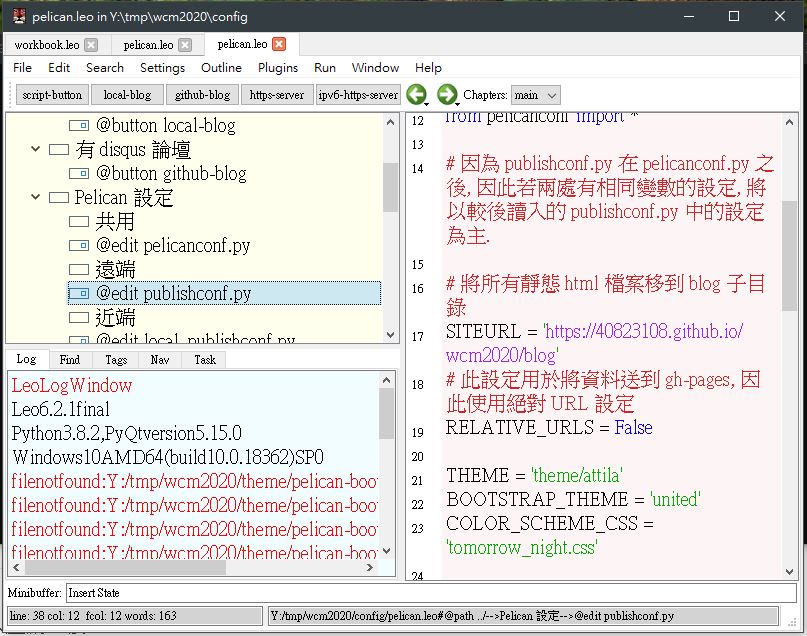 pelican.leo in Y:\tmp\wcm2020\config
workbook.leo pelican.leo pelican.leo
File Edit Search Settings Outline Plugins Run Window Help
script-button local-blog github-blog https-server ipv6-https-server Chapters: main
@button local-blog
有 disqus 論壇
@button github-blog
Pelican 設定
共用
@edit pelicanconf.py
遠端
@edit publishconf.py
近端
@edit local_publishconf.py
Log Find Tags Nav Task
LeoLogWindow
Leo6.2.1final
Python3.8.2,PyQtversion5.15.0
Windows10AMD64(build10.0.18362)SP0
filenotfound:Y:/tmp/wcm2020/theme/pelican-boo
filenotfound:Y:/tmp/wcm2020/theme/pelican-boo
filenotfound:Y:/tmp/wcm2020/theme/pelican-boo
filenotfound:Y:/tmp/wcm2020/theme/pelican-boo
12 from pelicanconf import *
13
14 # 因為 publishconf.py 在 pelicanconf.py 之
後, 因此若兩處有相同變數的設定, 將
以較後讀入的 publishconf.py 中的設定
為主.
15
16 # 將所有靜態 html 檔案移到 blog 子目
錄
17 SITEURL = 'https://40823108.github.io/
wcm2020/blog'
18 # 此設定用於將資料送到 gh-pages, 因
此使用絕對 URL 設定
19 RELATIVE_URLS = False
20
21 THEME = 'theme/attila'
22 BOOTSTRAP_THEME = 'united'
23 COLOR_SCHEME_CSS =
'tomorrow_night.css'
24
Minibuffer: Insert State
line: 38 col: 12 fcol: 12 words: 163 Y:/tmp/wcm2020/config/pelican.leo#@path ../-->Pelican 設定-->@edit publishconf.py